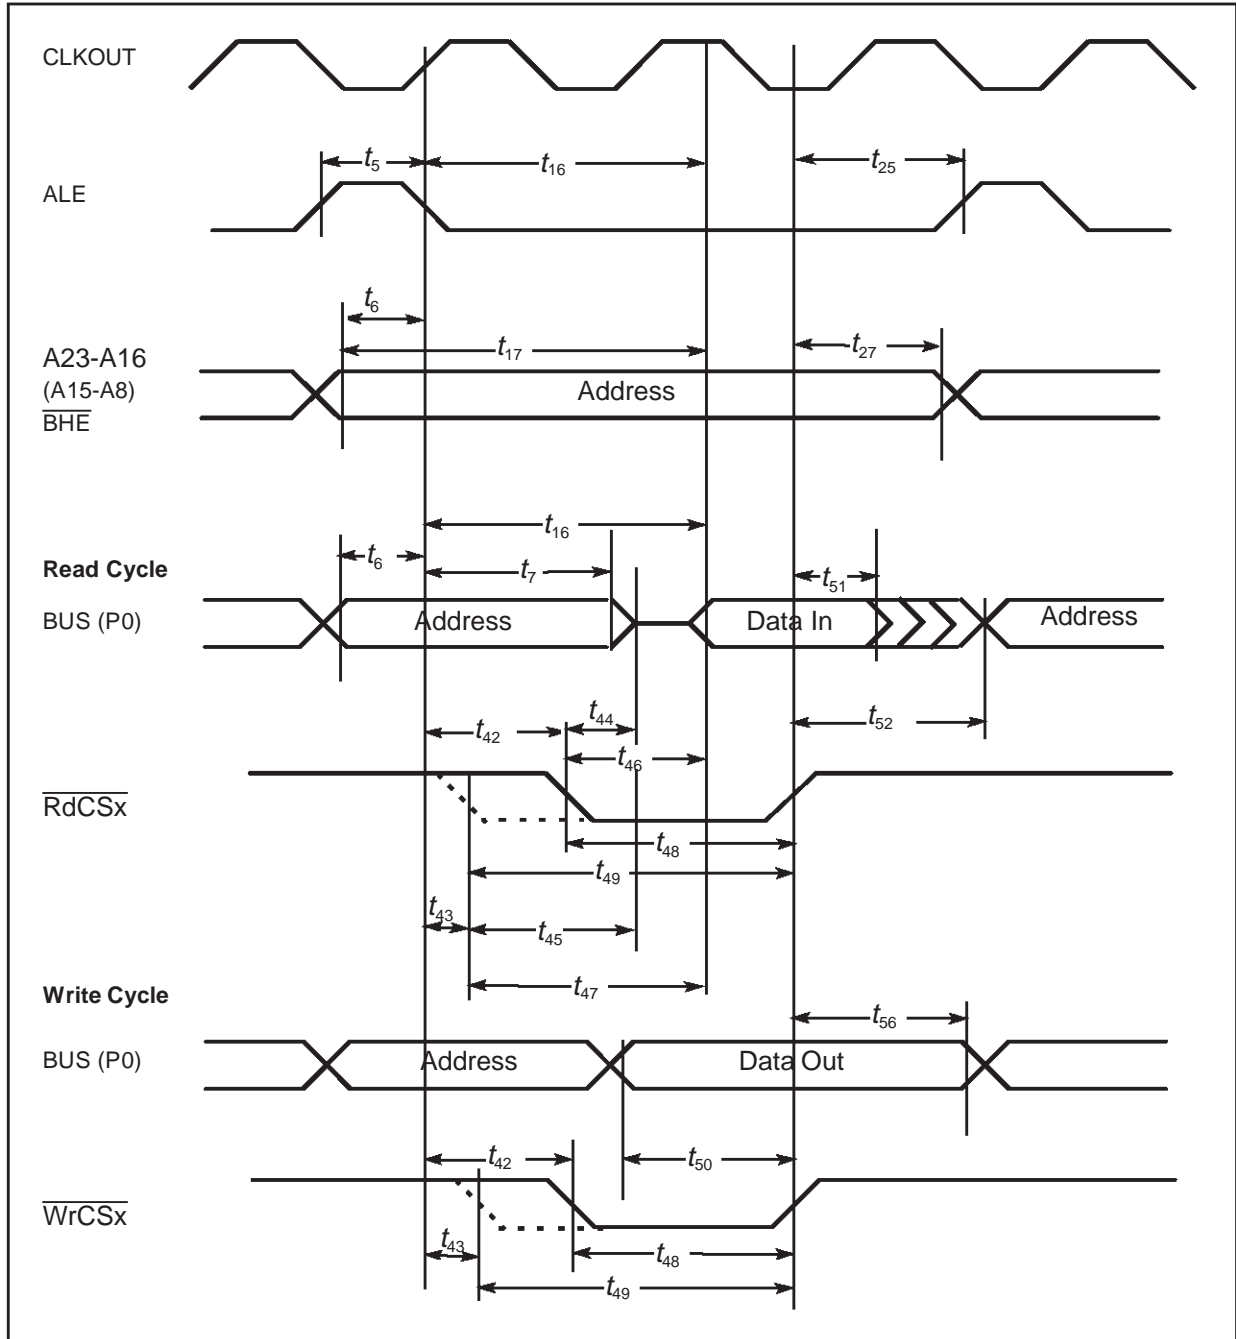 CLKOUT
t5 t16 t25
ALE
t6
t17 t27
A23-A16
(A15-A8) Address
BHE
t16
Read Cycle t6 t7 t51
BUS (P0) Address Data In Address
t44
t42 t52
t46
RdCSx
t48
t49
t43 t45
t47
Write Cycle
t56
BUS (P0) Address Data Out
t42 t50
WrCSx
t43 t48
t49